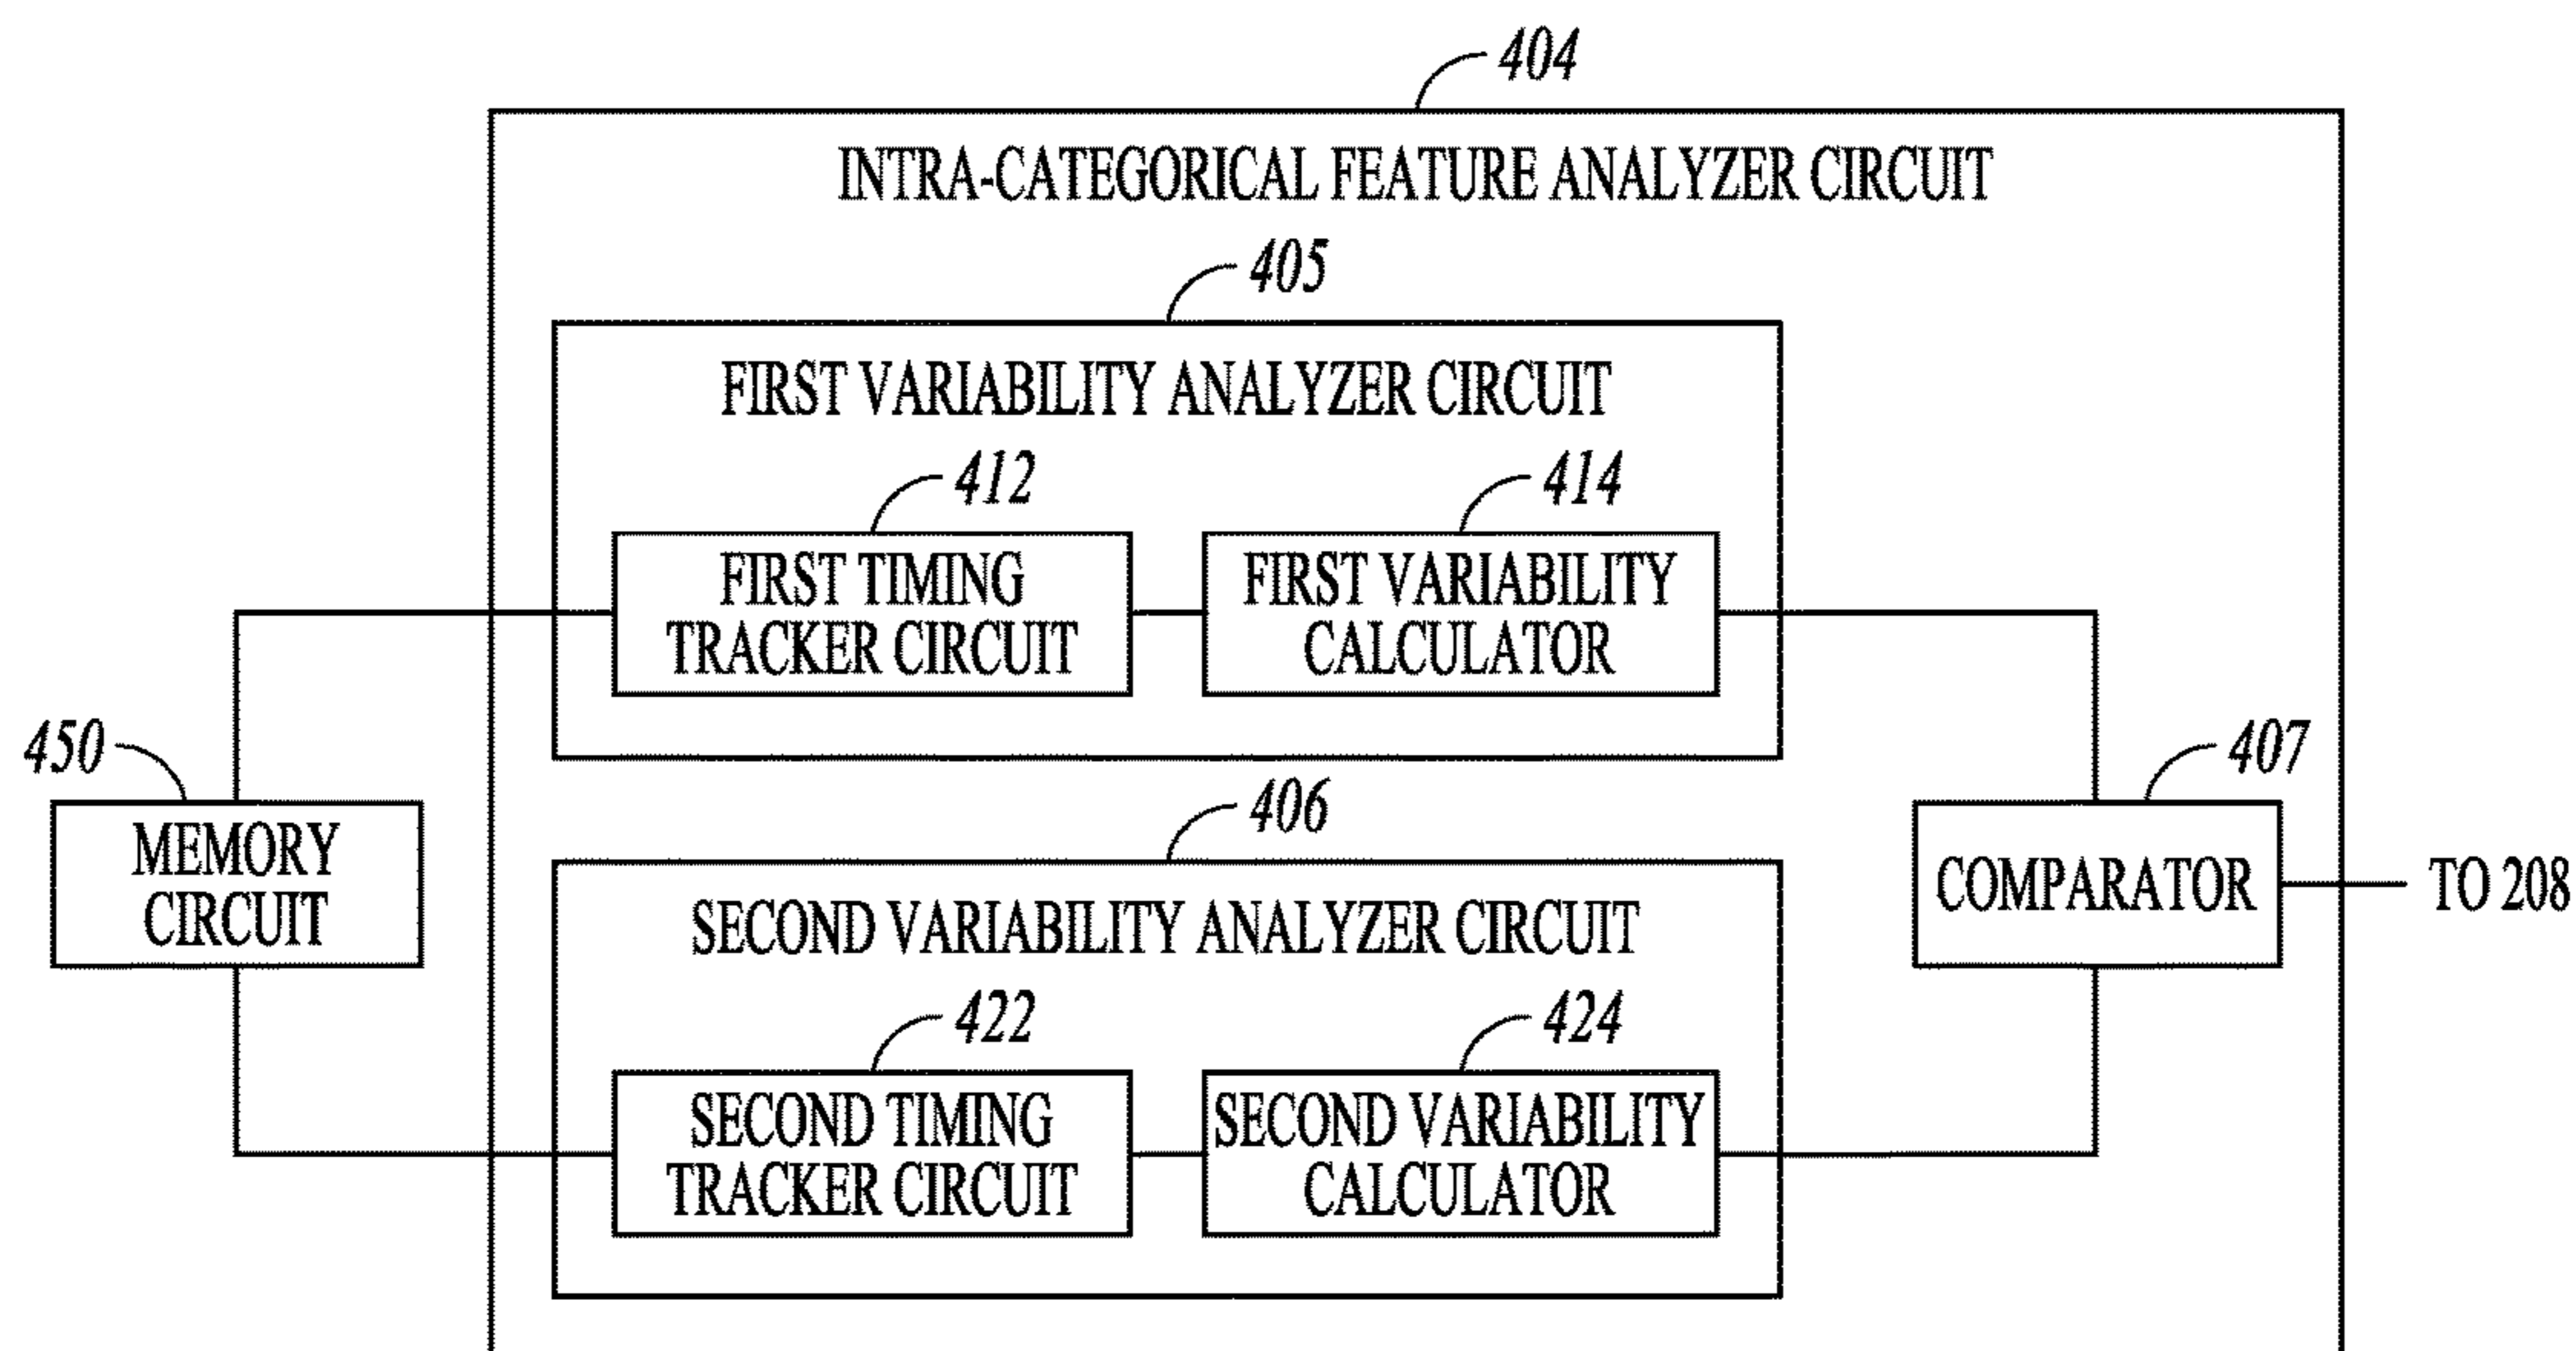 404
INTRA-CATEGORICAL FEATURE ANALYZER CIRCUIT
405
FIRST VARIABILITY ANALYZER CIRCUIT
412
414
FIRST TIMING
TRACKER CIRCUIT
FIRST VARIABILITY
CALCULATOR
450
MEMORY
CIRCUIT
407
COMPARATOR
TO 208
406
SECOND VARIABILITY ANALYZER CIRCUIT
422
424
SECOND TIMING
TRACKER CIRCUIT
SECOND VARIABILITY
CALCULATOR